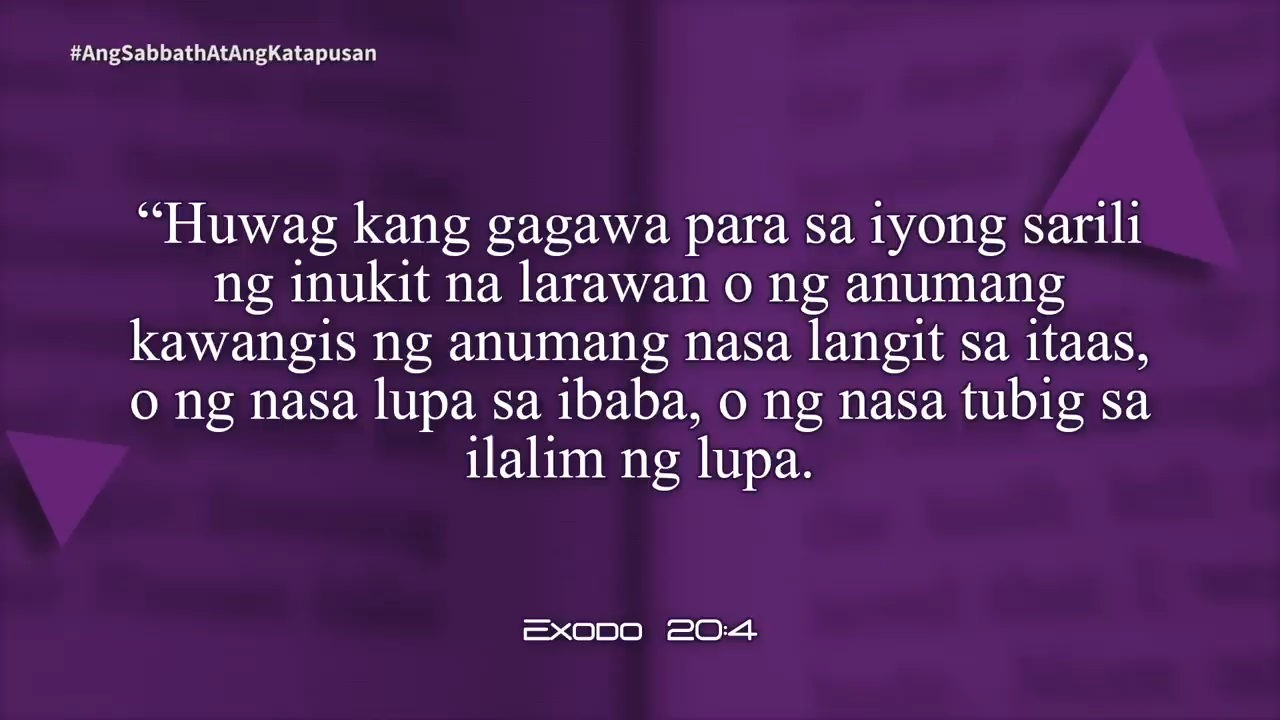 #AngSabbathAtAngKatapusan
“Huwag kang gagawa para sa iyong sarili
ng inukit na larawan o ng anumang
kawangis ng anumang nasa langit sa itaas,
o ng nasa lupa sa ibaba, o ng nasa tubig sa
ilalim ng lupa.
Exodo 20:4